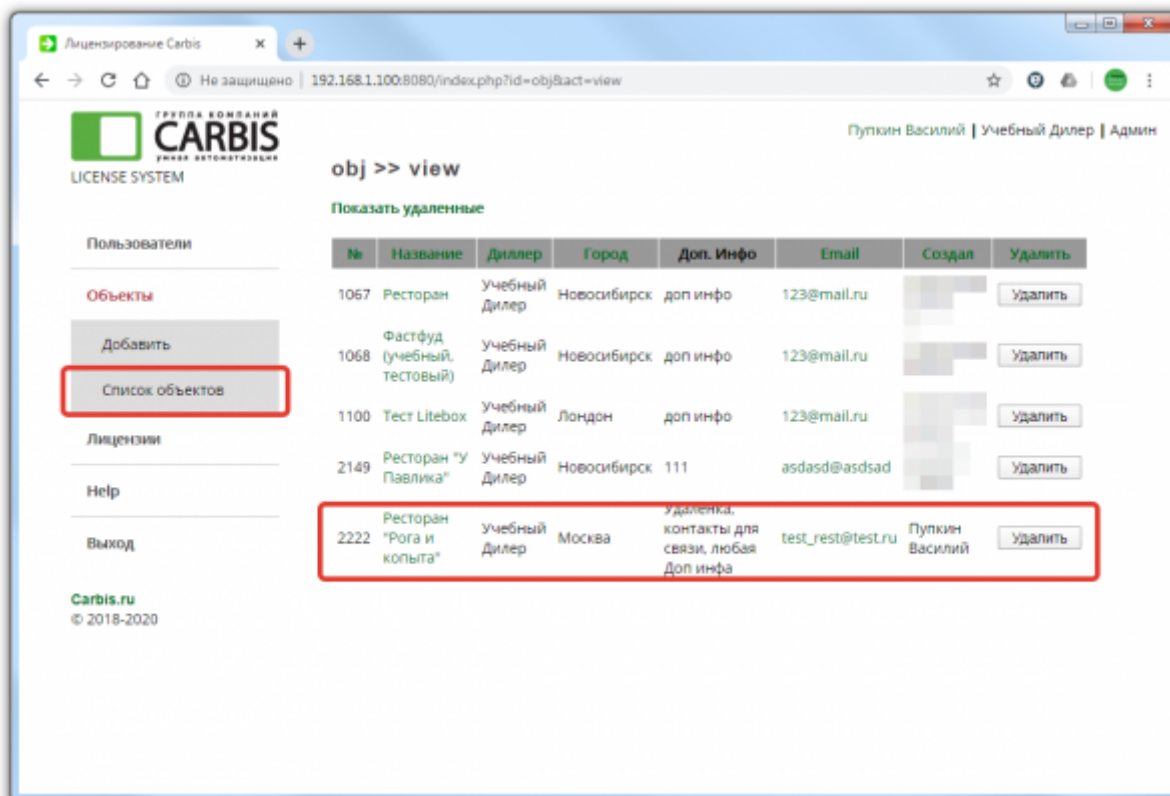 Лицензирование Carbis
Не защищено | 192.168.1.100:8080/index.php?id=obj&act=view
ГРУППА КОМПАНИЙ
CARBIS
умная автоматизация
LICENSE SYSTEM
Пупкин Василий | Учебный Дилер | Админ
obj >> view
Показать удаленные
Пользователи
Объекты
Добавить
Список объектов
Лицензии
Help
Выход
Carbis.ru
© 2018-2020
№ Название Диллер Город Доп. Инфо Email Создал Удалить
1067 Ресторан Учебный Дилер Новосибирск доп инфо 123@mail.ru Удалить
1068 Фастфуд (учебный, тестовый) Учебный Дилер Новосибирск доп инфо 123@mail.ru Удалить
1100 Тест Litebox Учебный Дилер Лондон доп инфо 123@mail.ru Удалить
2149 Ресторан "У Павлика" Учебный Дилер Новосибирск 111 asdasd@asdsad Удалить
2222 Ресторан "Рога и копыта" Учебный Дилер Москва Удаленка, контакты для связи, любая Доп инфа test_rest@test.ru Пупкин Василий Удалить